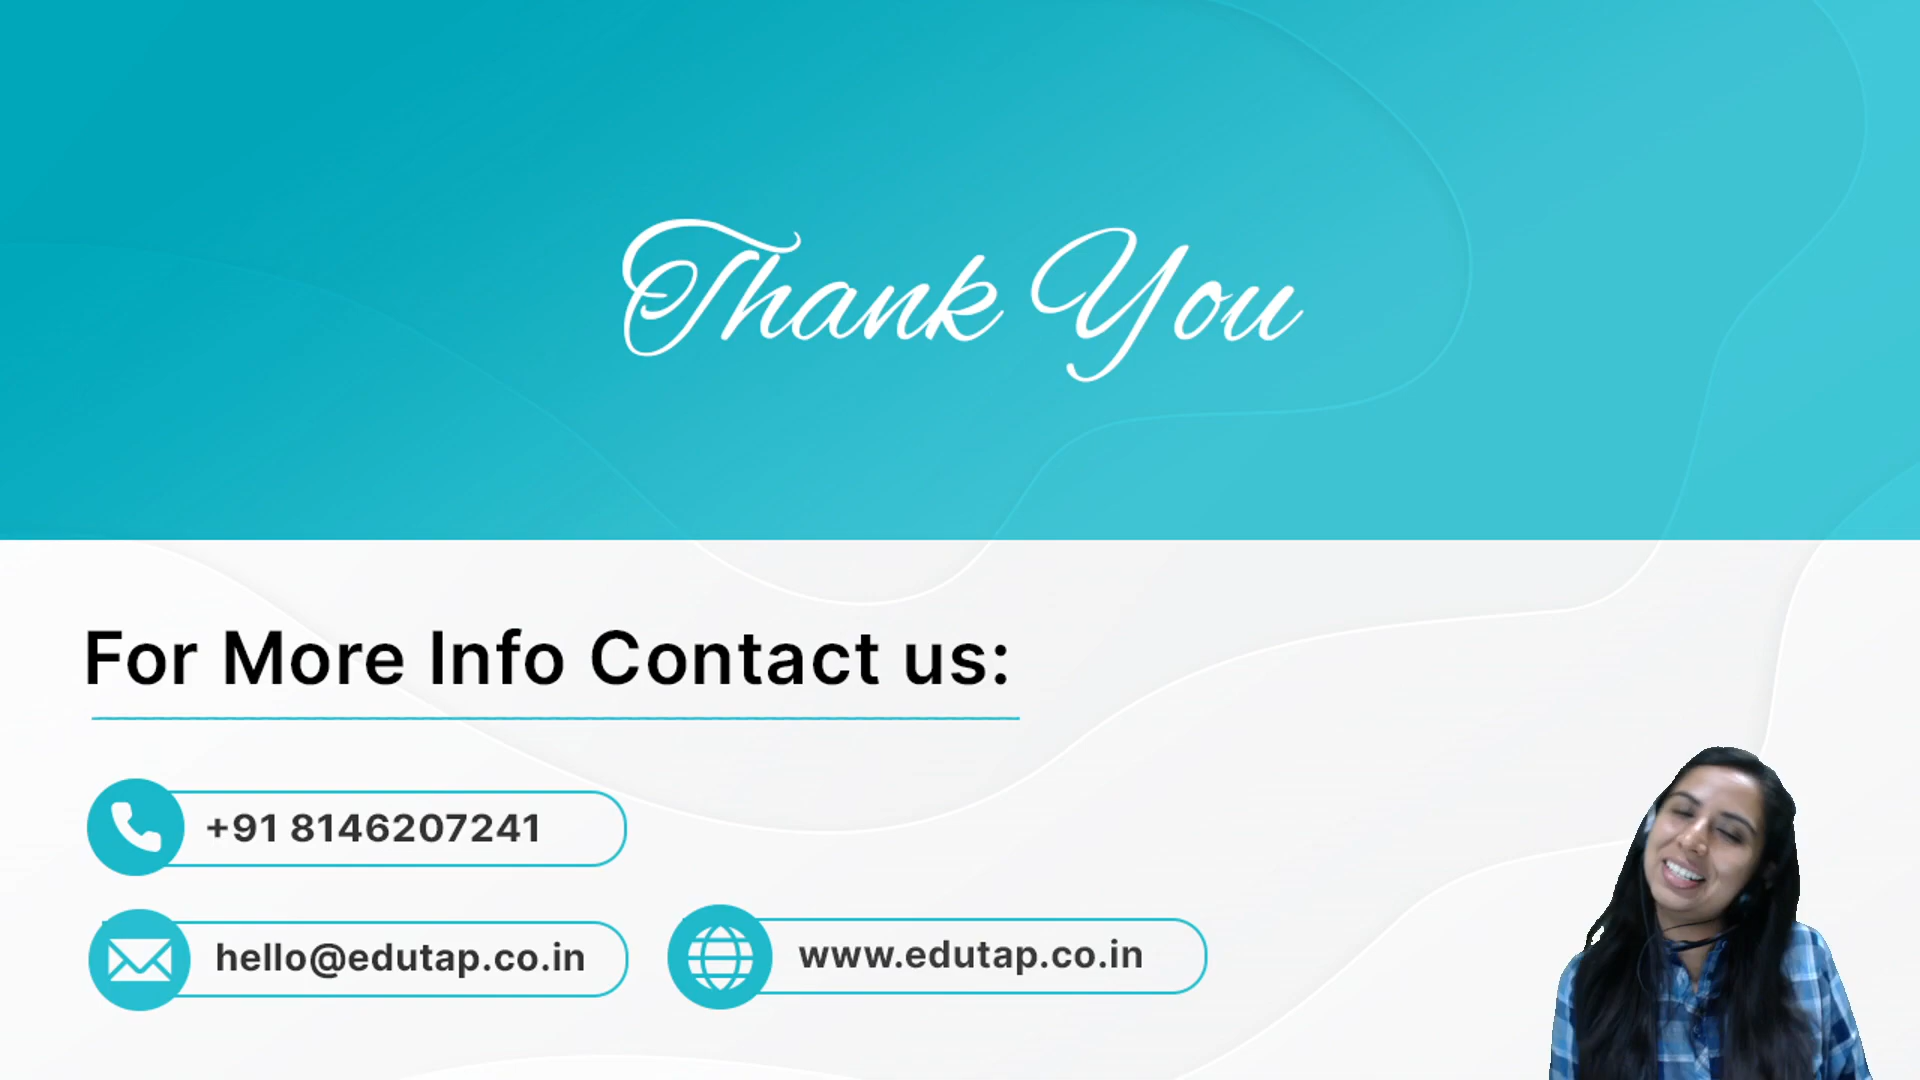 Thank You
For More Info Contact us:
+91 8146207241
hello@edutap.co.in
www.edutap.co.in